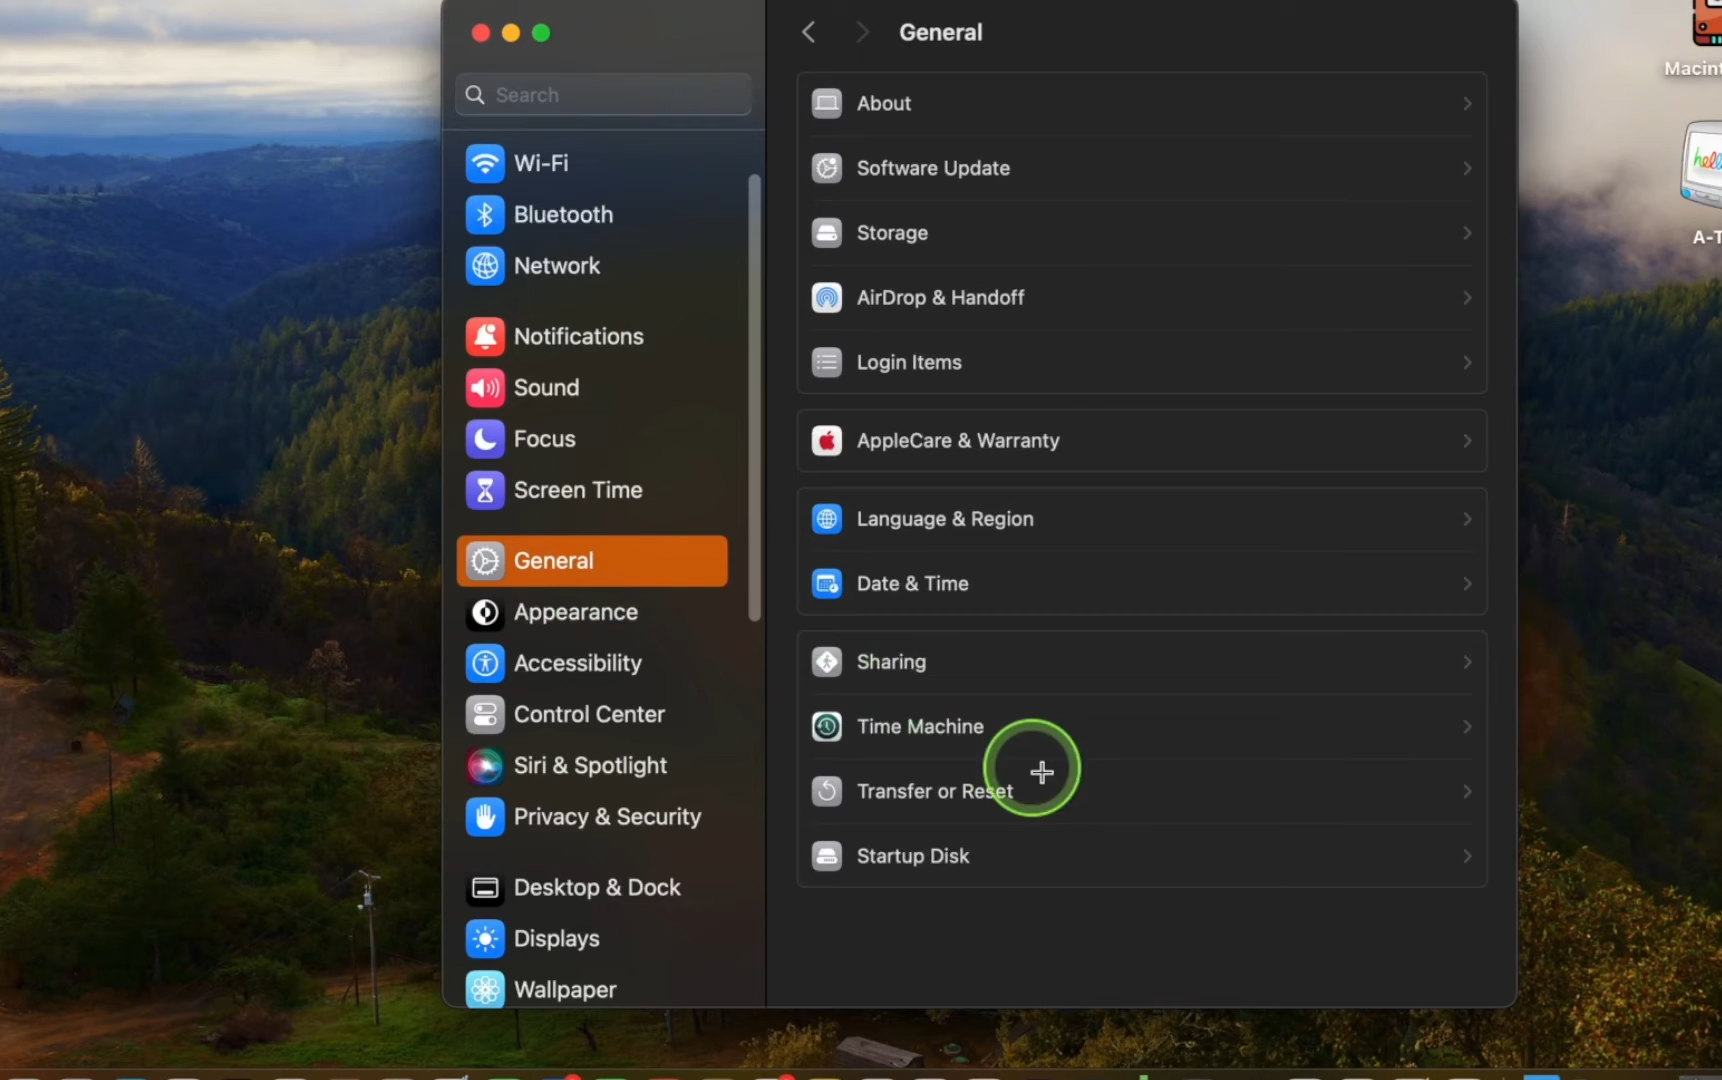 General
Search
Wi-Fi
Bluetooth
Network
Notifications
Sound
Focus
Screen Time
General
Appearance
Accessibility
Control Center
Siri & Spotlight
Privacy & Security
Desktop & Dock
Displays
Wallpaper
About
Software Update
Storage
AirDrop & Handoff
Login Items
AppleCare & Warranty
Language & Region
Date & Time
Sharing
Time Machine
Transfer or Reset
Startup Disk
Macint
hello
A-T